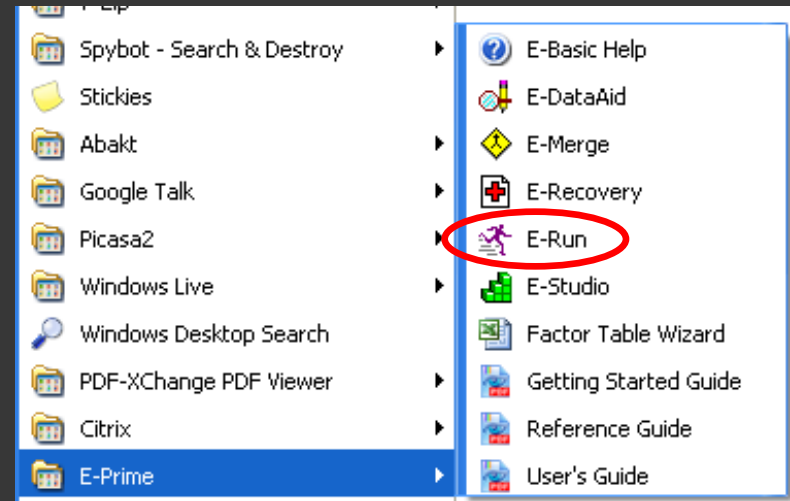 Spybot - Search & Destroy
Stickies
Abakt
Google Talk
Picasa2
Windows Live
Windows Desktop Search
PDF-XChange PDF Viewer
Citrix
E-Prime
E-Basic Help
E-DataAid
E-Merge
E-Recovery
E-Run
E-Studio
Factor Table Wizard
Getting Started Guide
Reference Guide
User's Guide